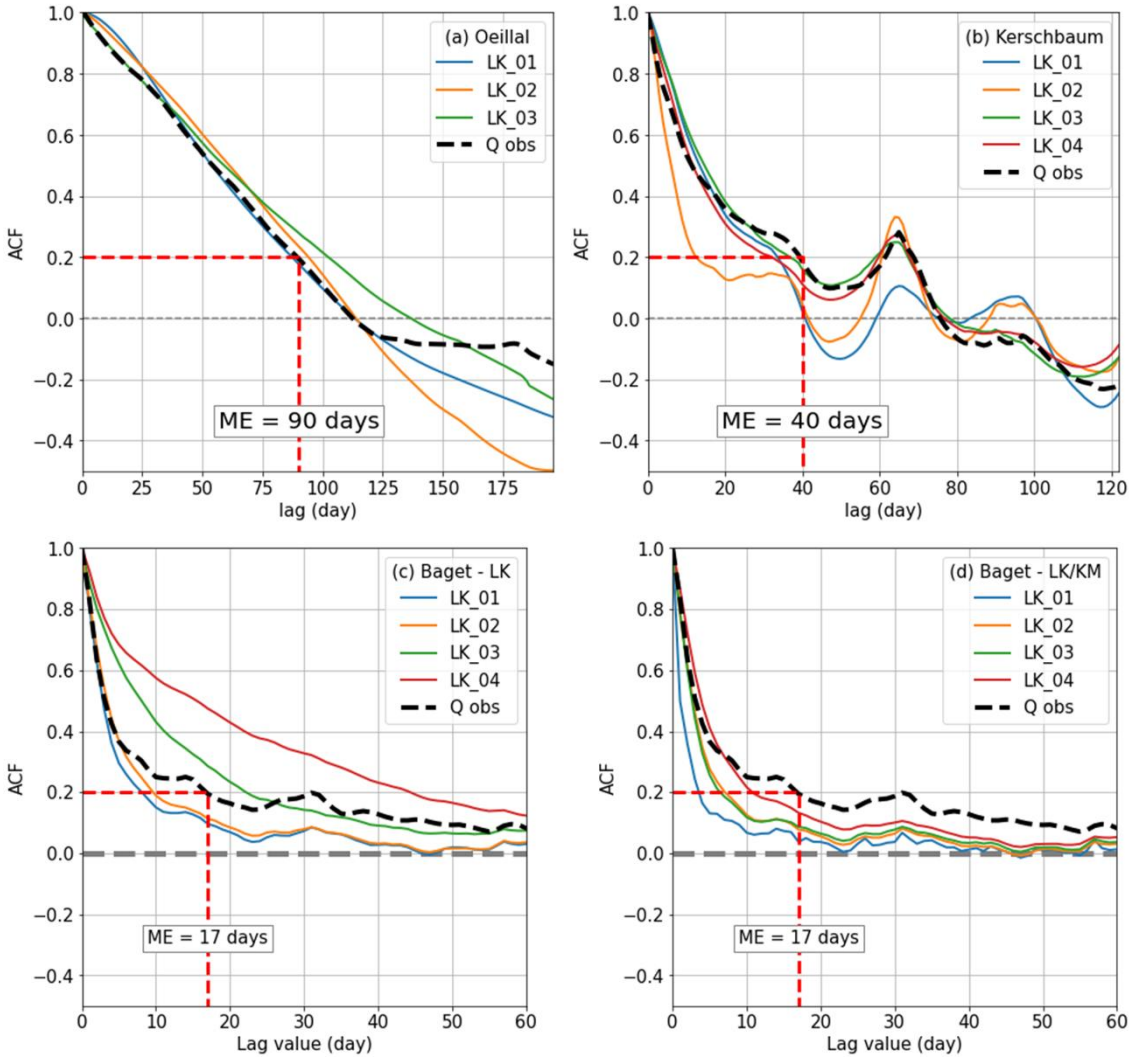 1.0
0.8
0.6
0.4
0.2
0.0
−0.2
−0.4
ACF
(a) Oeillal
LK_01
LK_02
LK_03
Q obs
ME = 90 days
0 25 50 75 100 125 150 175
lag (day)
1.0
0.8
0.6
0.4
0.2
0.0
−0.2
−0.4
ACF
(b) Kerschbaum
LK_01
LK_02
LK_03
LK_04
Q obs
ME = 40 days
0 20 40 60 80 100 120
lag (day)
1.0
0.8
0.6
0.4
0.2
0.0
−0.2
−0.4
ACF
(c) Baget - LK
LK_01
LK_02
LK_03
LK_04
Q obs
ME = 17 days
0 10 20 30 40 50 60
Lag value (day)
1.0
0.8
0.6
0.4
0.2
0.0
−0.2
−0.4
ACF
(d) Baget - LK/KM
LK_01
LK_02
LK_03
LK_04
Q obs
ME = 17 days
0 10 20 30 40 50 60
Lag value (day)